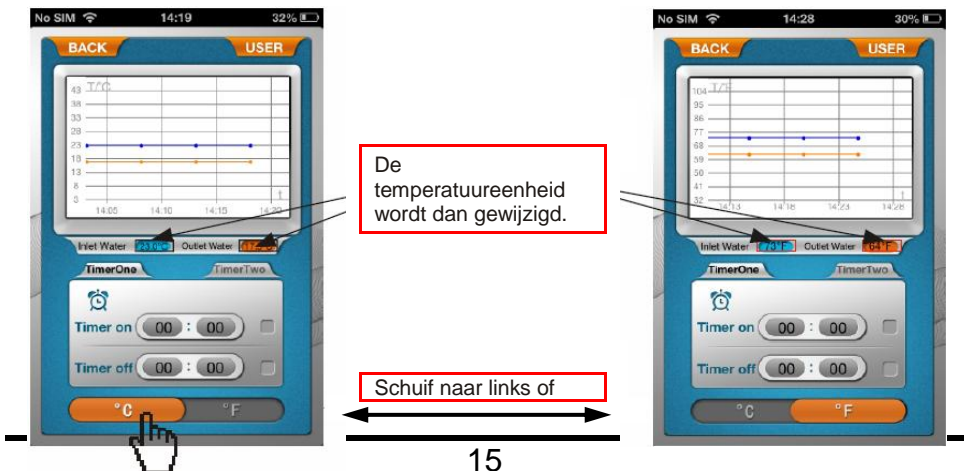 No SIM 14:19 32%
BACK USER
T/°C
43
38
33
28
23
18
13
8
3
14:05 14:10 14:15 14:20
t
Inlet Water 23.0°C Outlet Water
TimerOne TimerTwo
Timer on 00 : 00
Timer off 00 : 00
°C °F
De
temperatuureenheid
wordt dan gewijzigd.
Schuif naar links of
No SIM 14:28 30%
BACK USER
T/°F
104
95
86
77
68
59
50
41
32
14:13 14:18 14:23 14:28
t
Inlet Water 73°F Outlet Water 64°F
TimerOne TimerTwo
Timer on 00 : 00
Timer off 00 : 00
°C °F
15